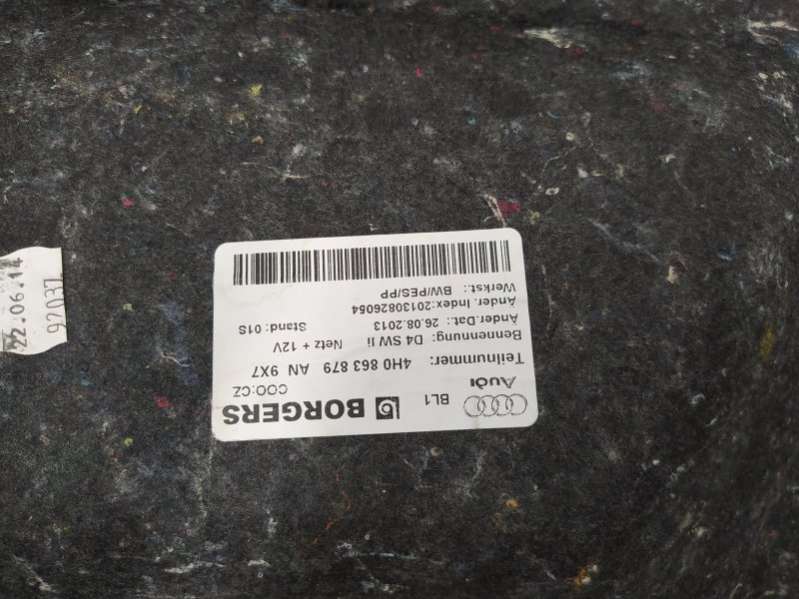 BL1 BORGERS
Audi COO:CZ
Teilnummer: 4H0 863 879 AN 9X7
Bennennung: D4 SW li Netz + 12V
Änder.Dat.: 26.08.2013 Stand: 01S
Änder. Index:20130826054
Werkst.: BW/PES/PP
92037
22.06.14